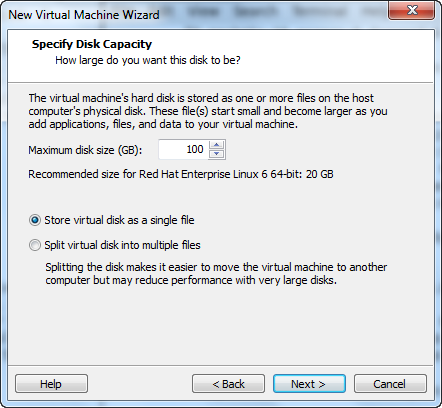 New Virtual Machine Wizard
Specify Disk Capacity
How large do you want this disk to be?
The virtual machine's hard disk is stored as one or more files on the host
computer's physical disk. These file(s) start small and become larger as you
add applications, files, and data to your virtual machine.
Maximum disk size (GB): 100
Recommended size for Red Hat Enterprise Linux 6 64-bit: 20 GB
Store virtual disk as a single file
Split virtual disk into multiple files
Splitting the disk makes it easier to move the virtual machine to another
computer but may reduce performance with very large disks.
Help < Back Next > Cancel